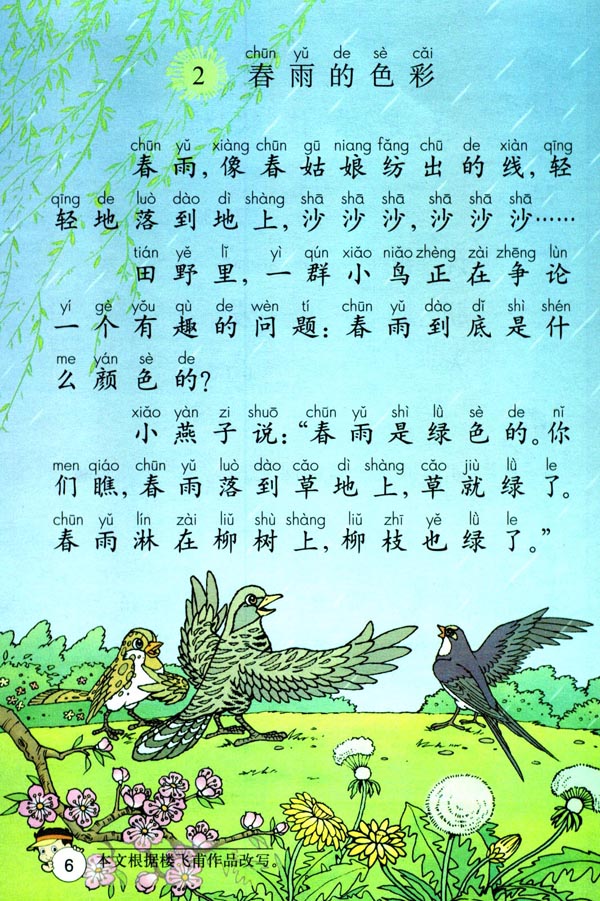 chūn yǔ de sè cǎi
2 春雨的色彩
chūn yǔ xiàng chūn gū niang fǎng chū de xiàn qīng
春雨，像春姑娘纺出的线，轻
qīng de luò dào dì shàng shā shā shā shā shā shā
轻地落到地上，沙沙沙，沙沙沙……
tián yě lǐ yì qún xiǎo niǎo zhèng zài zhēng lùn
田野里，一群小鸟正在争论
yí gè yǒu qù de wèn tí chūn yǔ dào dǐ shì shén
一个有趣的问题：春雨到底是什
me yán sè de
么颜色的？
xiǎo yàn zi shuō chūn yǔ shì lǜ sè de nǐ
小燕子说：“春雨是绿色的。你
men qiáo chūn yǔ luò dào cǎo dì shàng cǎo jiù lǜ le
们瞧，春雨落到草地上，草就绿了。
chūn yǔ lín zài liǔ shù shàng liǔ zhī yě lǜ le
春雨淋在柳树上，柳枝也绿了。”
6 本文根据楼飞甫作品改写。